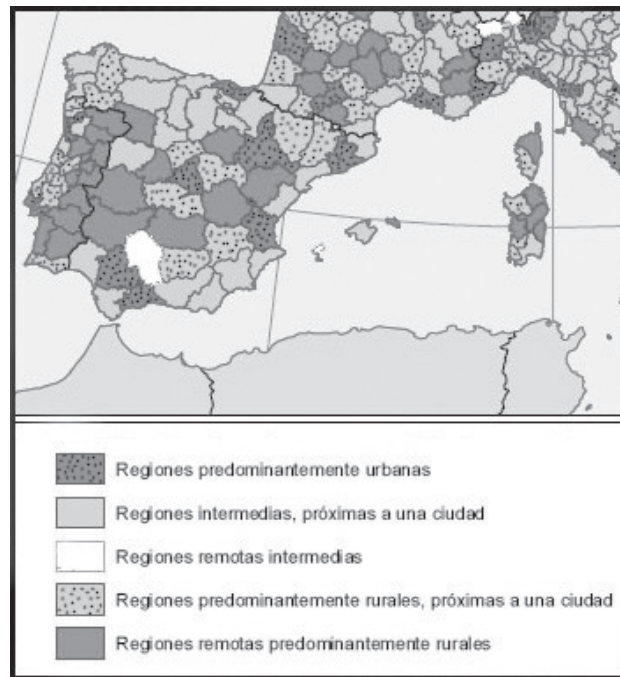 Regiones predominantemente urbanas
Regiones intermedias, próximas a una ciudad
Regiones remotas intermedias
Regiones predominantemente rurales, próximas a una ciudad
Regiones remotas predominantemente rurales